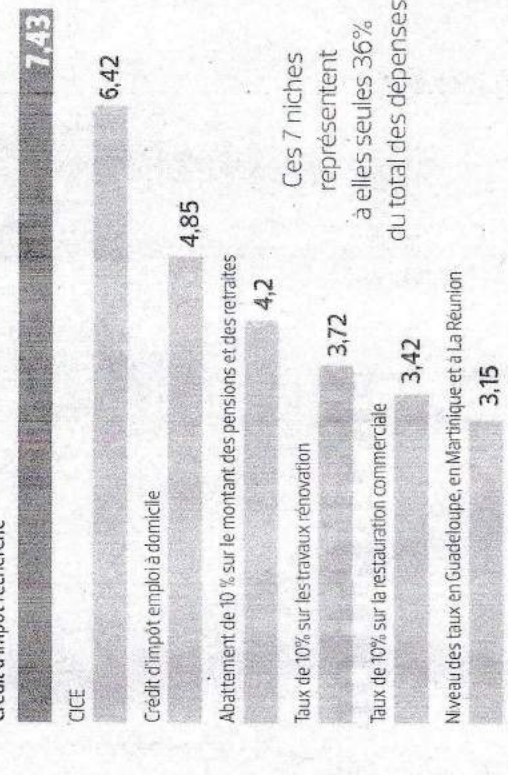 Crédit d'impôt recherche
7,43
CICE
6,42
Crédit d'impôt emploi à domicile
4,85
Abattement de 10 % sur le montant des pensions et des retraites
4,2
Taux de 10% sur les travaux rénovation
3,72
Taux de 10% sur la restauration commerciale
3,42
Niveau des taux en Guadeloupe, en Martinique et à La Réunion
3,15
Ces 7 niches
représentent
à elles seules 36%
du total des dépenses